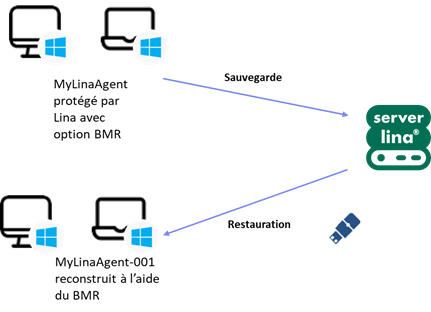 MyLinaAgent
protégé par
Lina avec
option BMR
Sauvegarde
server
lina®
Restauration
MyLinaAgent-001
reconstruit à l’aide
du BMR